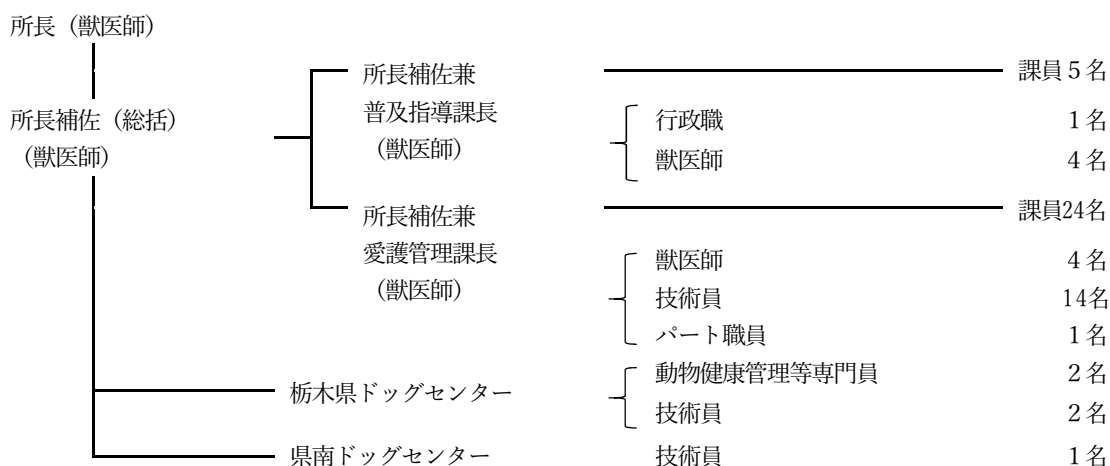 所長（獣医師）
所長補佐兼 課員５名
所長補佐（総括） 普及指導課長 行政職 １名
（獣医師） （獣医師） 獣医師 ４名
所長補佐兼 課員24名
愛護管理課長 獣医師 ４名
（獣医師） 技術員 14名
パート職員 １名
動物健康管理等専門員 ２名
栃木県ドッグセンター 技術員 ２名
県南ドッグセンター 技術員 １名